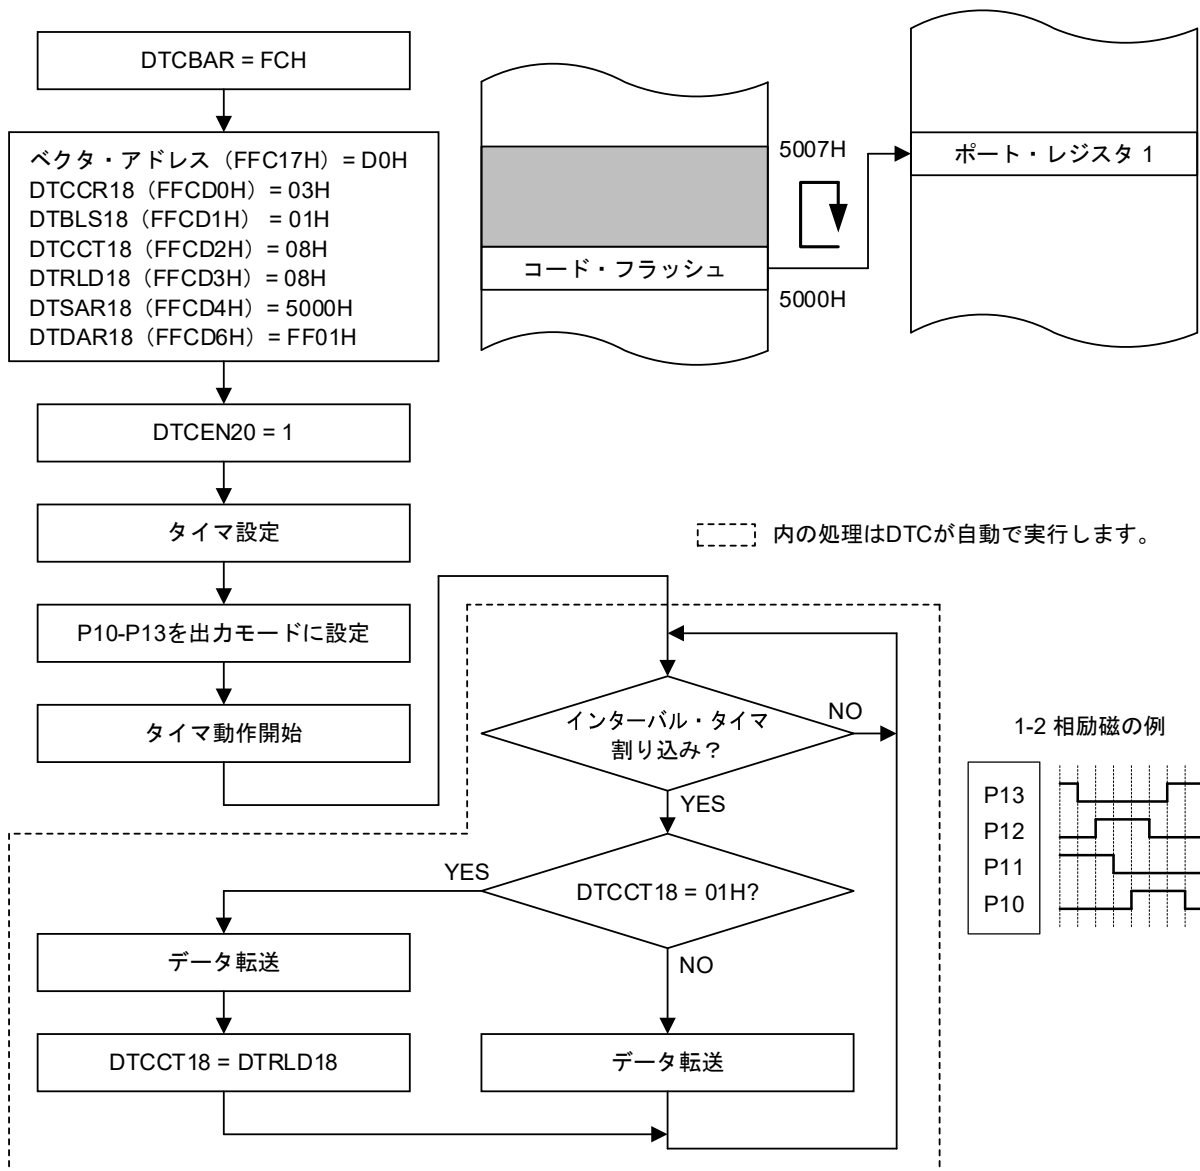 DTCBAR = FCH
ベクタ・アドレス（FFC17H）= D0H
DTCCR18（FFCD0H）= 03H
DTBLS18（FFCD1H） = 01H
DTCCT18（FFCD2H）= 08H
DTRLD18（FFCD3H）= 08H
DTSAR18（FFCD4H）= 5000H
DTDAR18（FFCD6H）= FF01H
DTCEN20 = 1
タイマ設定
P10-P13を出力モードに設定
タイマ動作開始
5007H
コード・フラッシュ
5000H
ポート・レジスタ 1
内の処理はDTCが自動で実行します。
インターバル・タイマ
割り込み？
NO
YES
DTCCT18 = 01H?
YES
NO
データ転送
DTCCT18 = DTRLD18
データ転送
1-2 相励磁の例
P13
P12
P11
P10